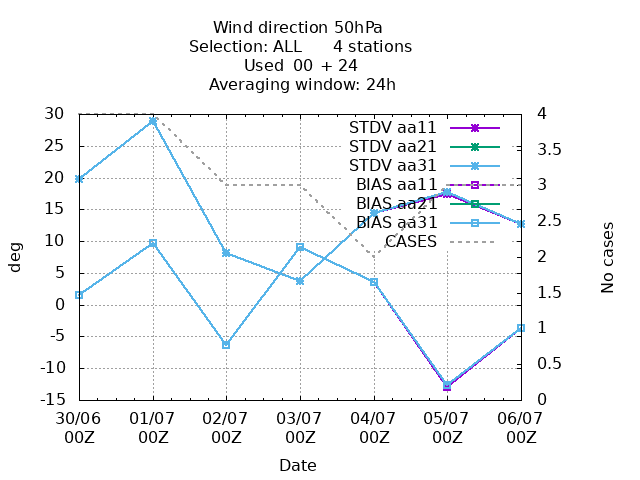 Wind direction 50hPa
Selection: ALL      4 stations
Used  00 + 24
Averaging window: 24h
30
25
20
15
10
5
0
-5
-10
-15
deg
4
3.5
3
2.5
2
1.5
1
0.5
0
No cases
STDV aa11
STDV aa21
STDV aa31
BIAS aa11
BIAS aa21
BIAS aa31
CASES
30/06 01/07 02/07 03/07 04/07 05/07 06/07
00Z 00Z 00Z 00Z 00Z 00Z 00Z
Date